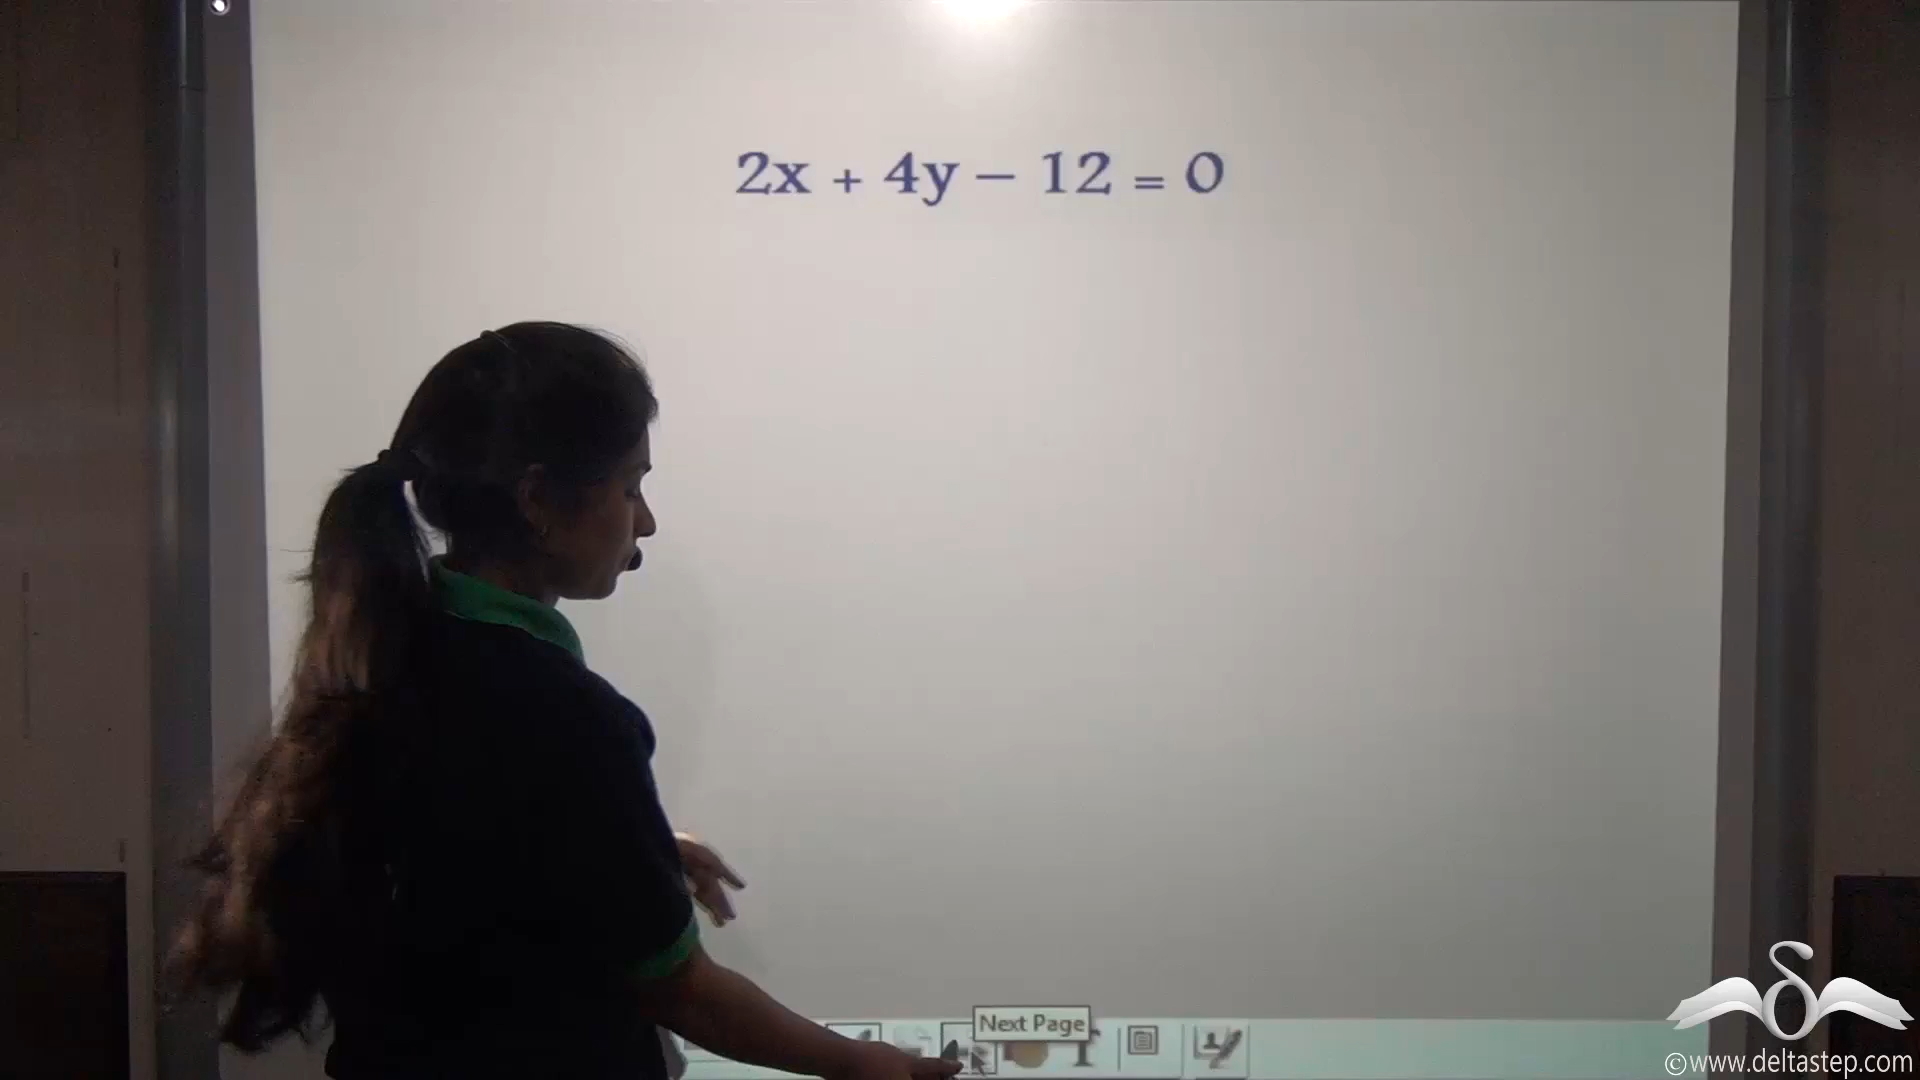 2x + 4y – 12 = 0
Next Page
©www.deltastep.com